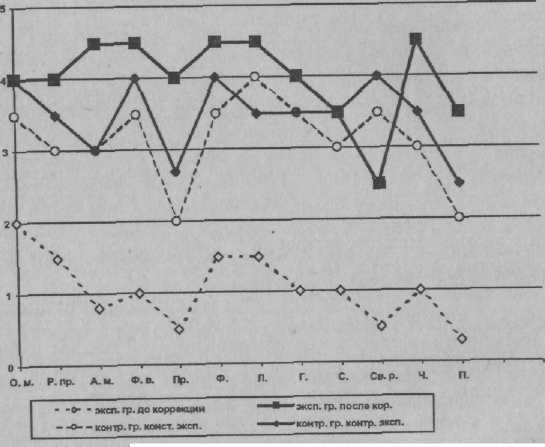 5
4
3
2
1
0
О. м. Р. пр. А. м. Ф. в. Пр. Ф. Л. Г. С. Св. р. Ч. П.
эксп. гр. до коррекции эксп. гр. после кор.
контр. гр. конст. эксп. контр. гр. контр. эксп.